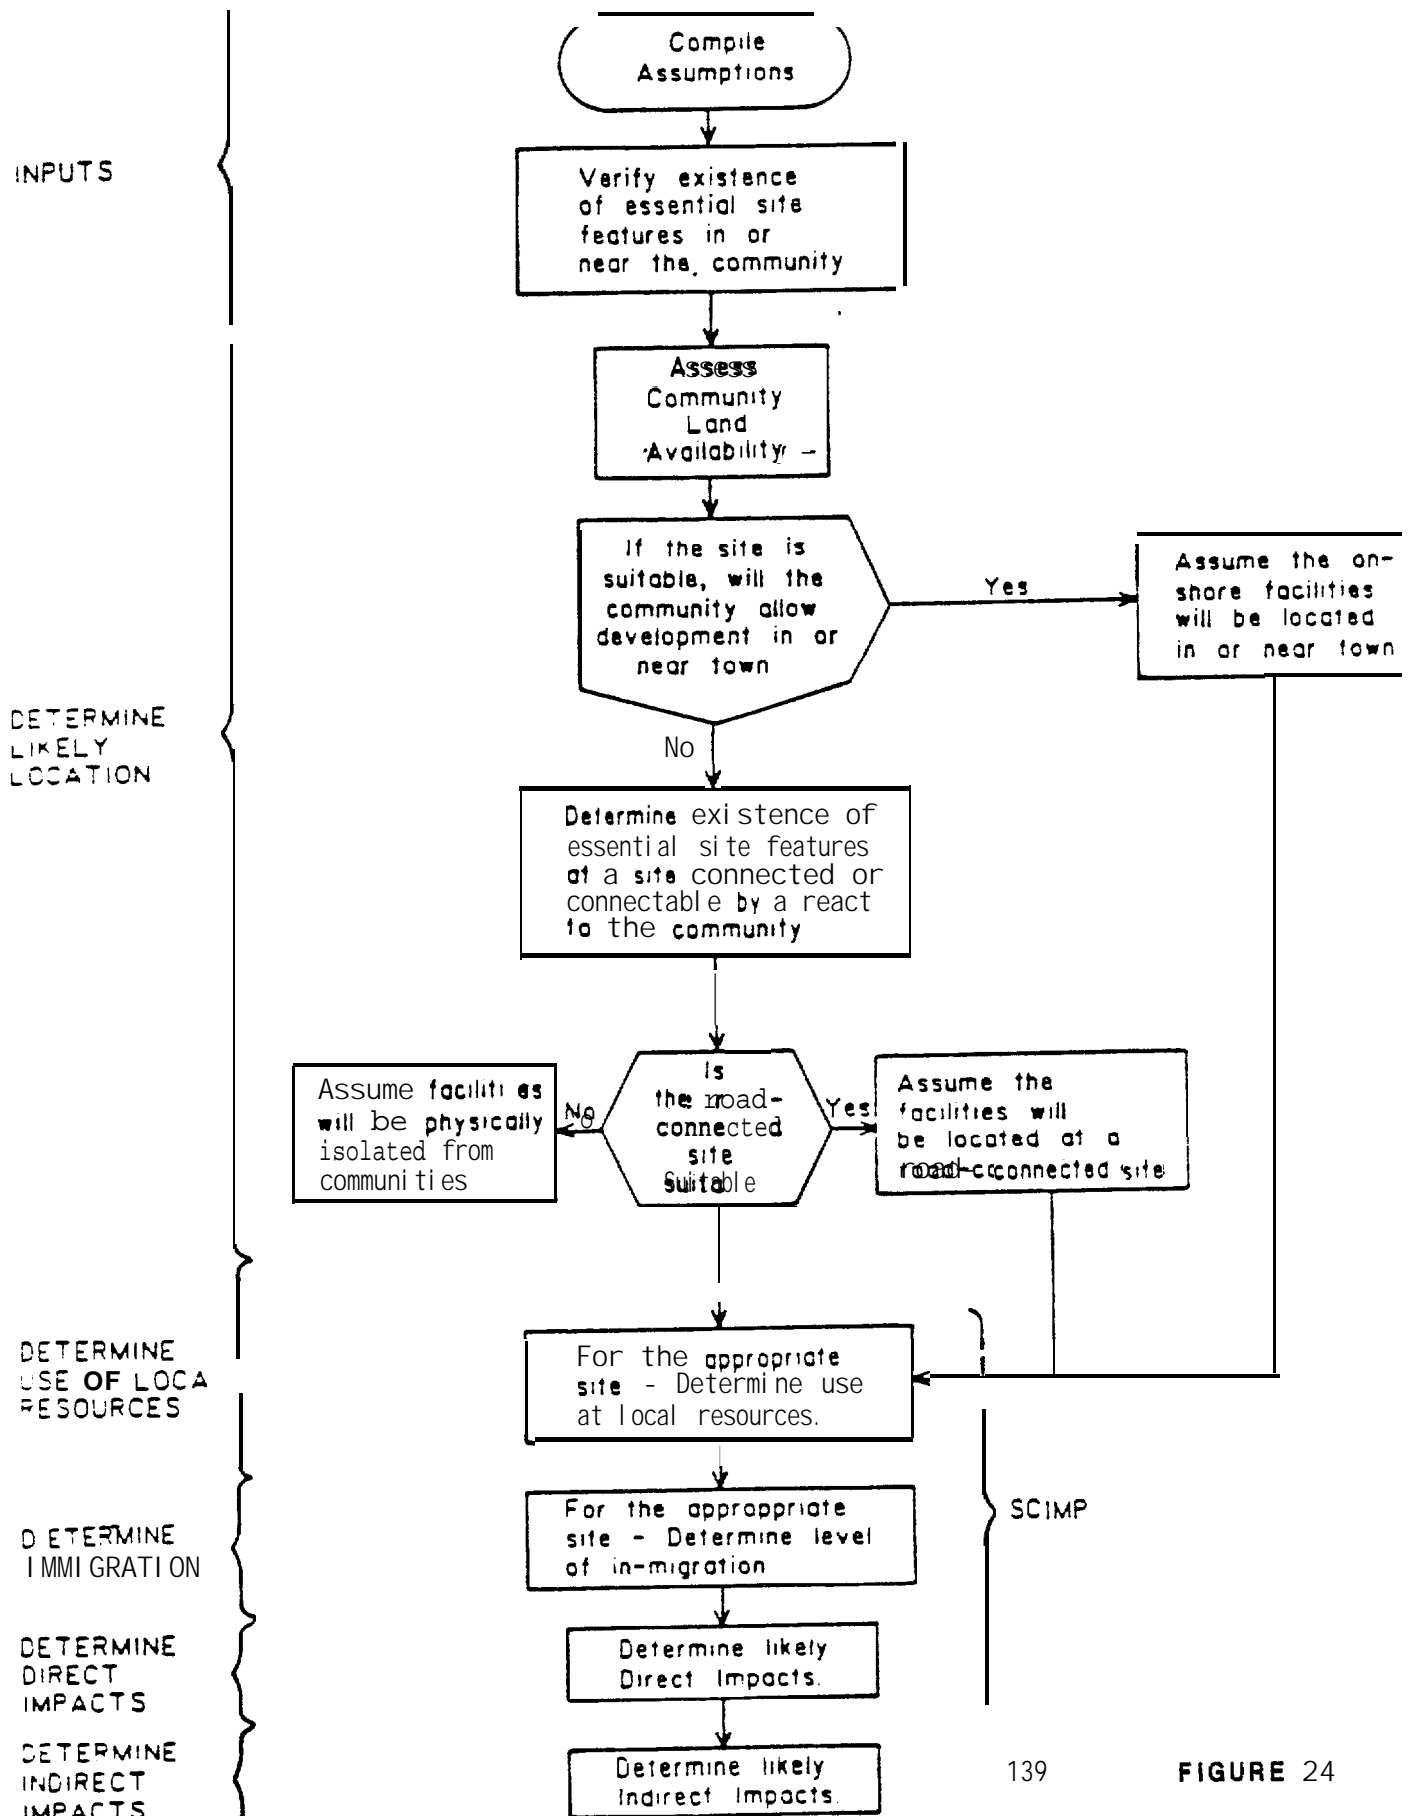 Compile
Assumptions
INPUTS
Verify existence
of essential site
features in or
near the community
Assess
Community
Land
Availability
If the site is
suitable, will the
community allow
development in or
near town
Yes
Assume the on-
shore facilities
will be located
in or near town
No
DETERMINE
LIKELY
LOCATION
Determine existence of
essential site features
at a site connected or
connectable by a react
to the community
Assume facilities
will be physically
isolated from
communities
No
Is
the road-
connected
site
Suitable
Yes
Assume the
facilities will
be located at a
road-connected site
DETERMINE
USE OF LOCA
RESOURCES
For the appropriate
site - Determine use
at local resources.
SCIMP
DETERMINE
IMMIGRATION
For the approppriate
site - Determine level
of in-migration
DETERMINE
DIRECT
IMPACTS
Determine likely
Direct Impacts.
DETERMINE
INDIRECT
IMPACTS
Determine likely
Indirect Impacts.
139 FIGURE 24